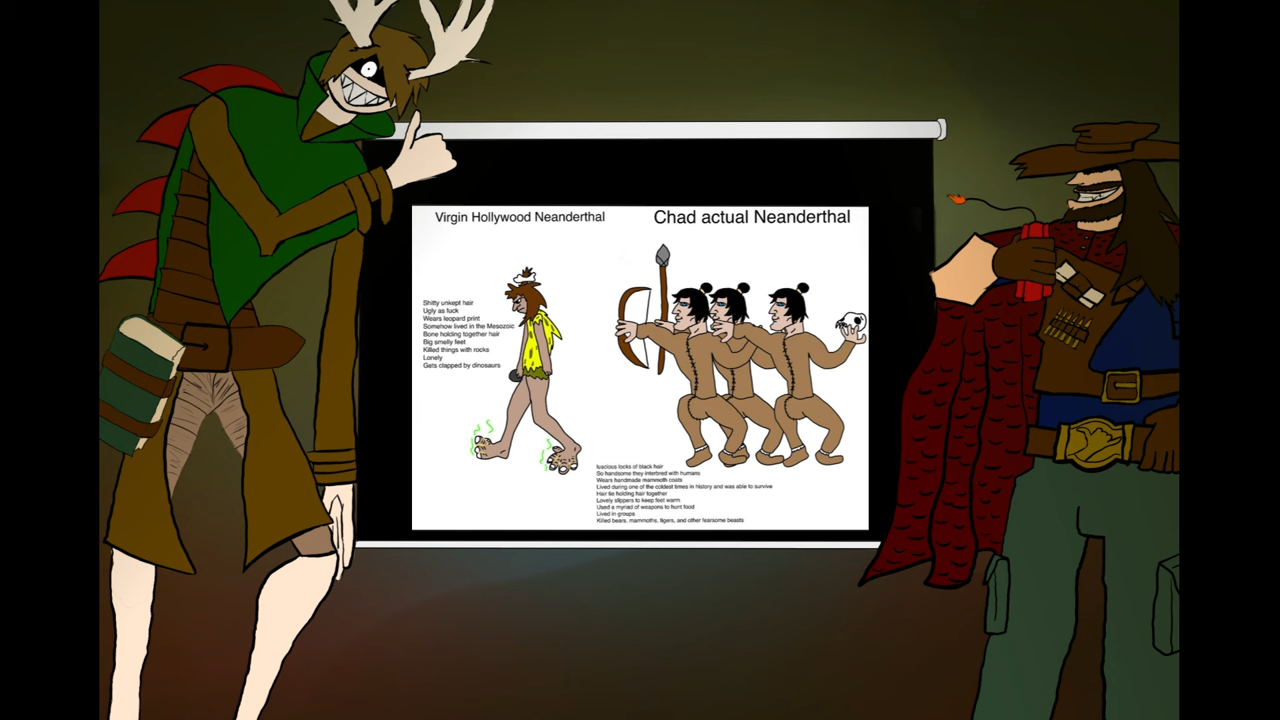 Virgin Hollywood Neanderthal
Shitty unkept hair
Ugly as fuck
Wears leopard print
Somehow lived in the Mesozoic
Bone holding together hair
Big smelly feet
Killed things with rocks
Lonely
Gets clapped by dinosaurs
Chad actual Neanderthal
luscious locks of black hair
So handsome they interbred with humans
Wears handmade mammoth coats
Lived during one of the coldest times in history and was able to survive
Hair tie holding hair together
Lovely slippers to keep feet warm
Used a myriad of weapons to hunt food
Lived in groups
Killed bears, mammoths, tigers, and other fearsome beasts